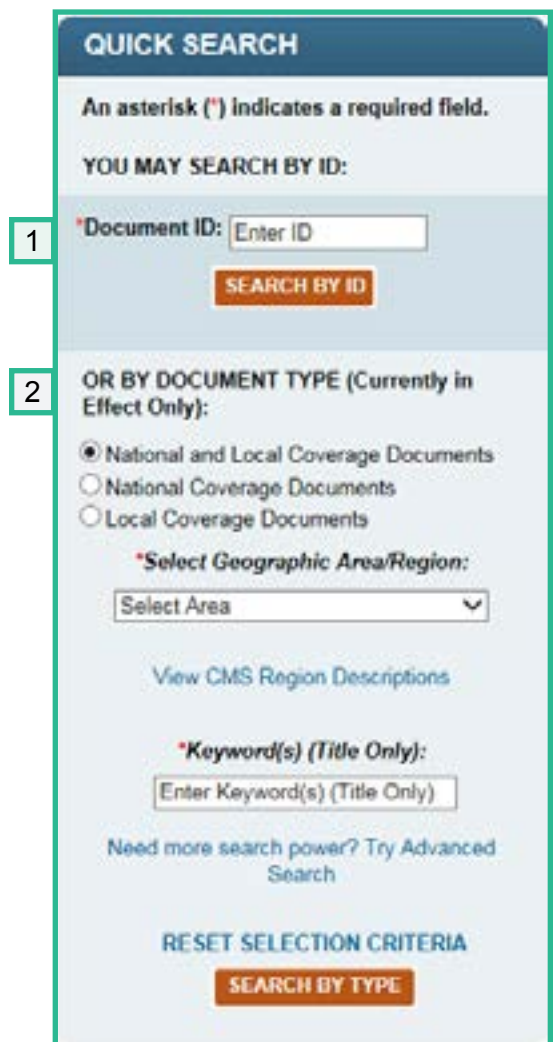 QUICK SEARCH
An asterisk (*) indicates a required field.
YOU MAY SEARCH BY ID:
1
*Document ID: Enter ID
SEARCH BY ID
2
OR BY DOCUMENT TYPE (Currently in
Effect Only):
National and Local Coverage Documents
National Coverage Documents
Local Coverage Documents
*Select Geographic Area/Region:
Select Area
View CMS Region Descriptions
*Keyword(s) (Title Only):
Enter Keyword(s) (Title Only)
Need more search power? Try Advanced
Search
RESET SELECTION CRITERIA
SEARCH BY TYPE